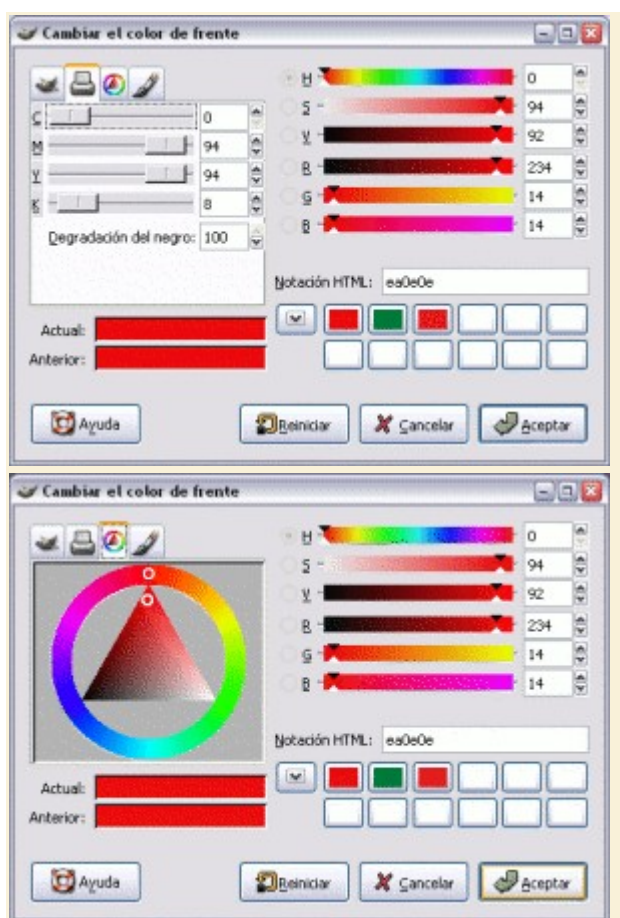 Cambiar el color de frente
H 0
S 94
V 92
R 234
G 14
B 14
C 0
M 94
Y 94
K 8
Degradación del negro: 100
Notación HTML: ea0e0e
Actual:
Anterior:
Ayuda Reiniciar Cancelar Aceptar
Cambiar el color de frente
H 0
S 94
V 92
R 234
G 14
B 14
Notación HTML: ea0e0e
Actual:
Anterior:
Ayuda Reiniciar Cancelar Aceptar